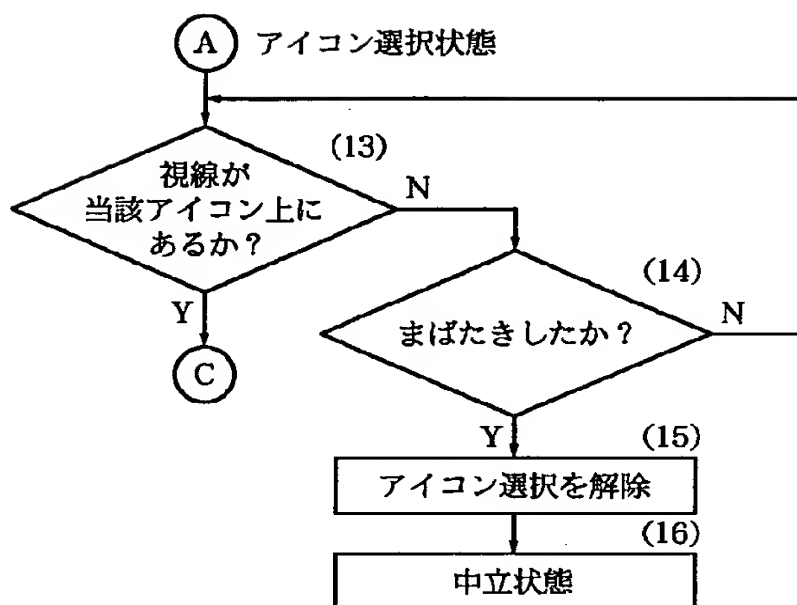 A アイコン選択状態
(13)
視線が
当該アイコン上に
あるか？
N
Y
C
(14)
まばたきしたか？
N
Y
(15)
アイコン選択を解除
(16)
中立状態